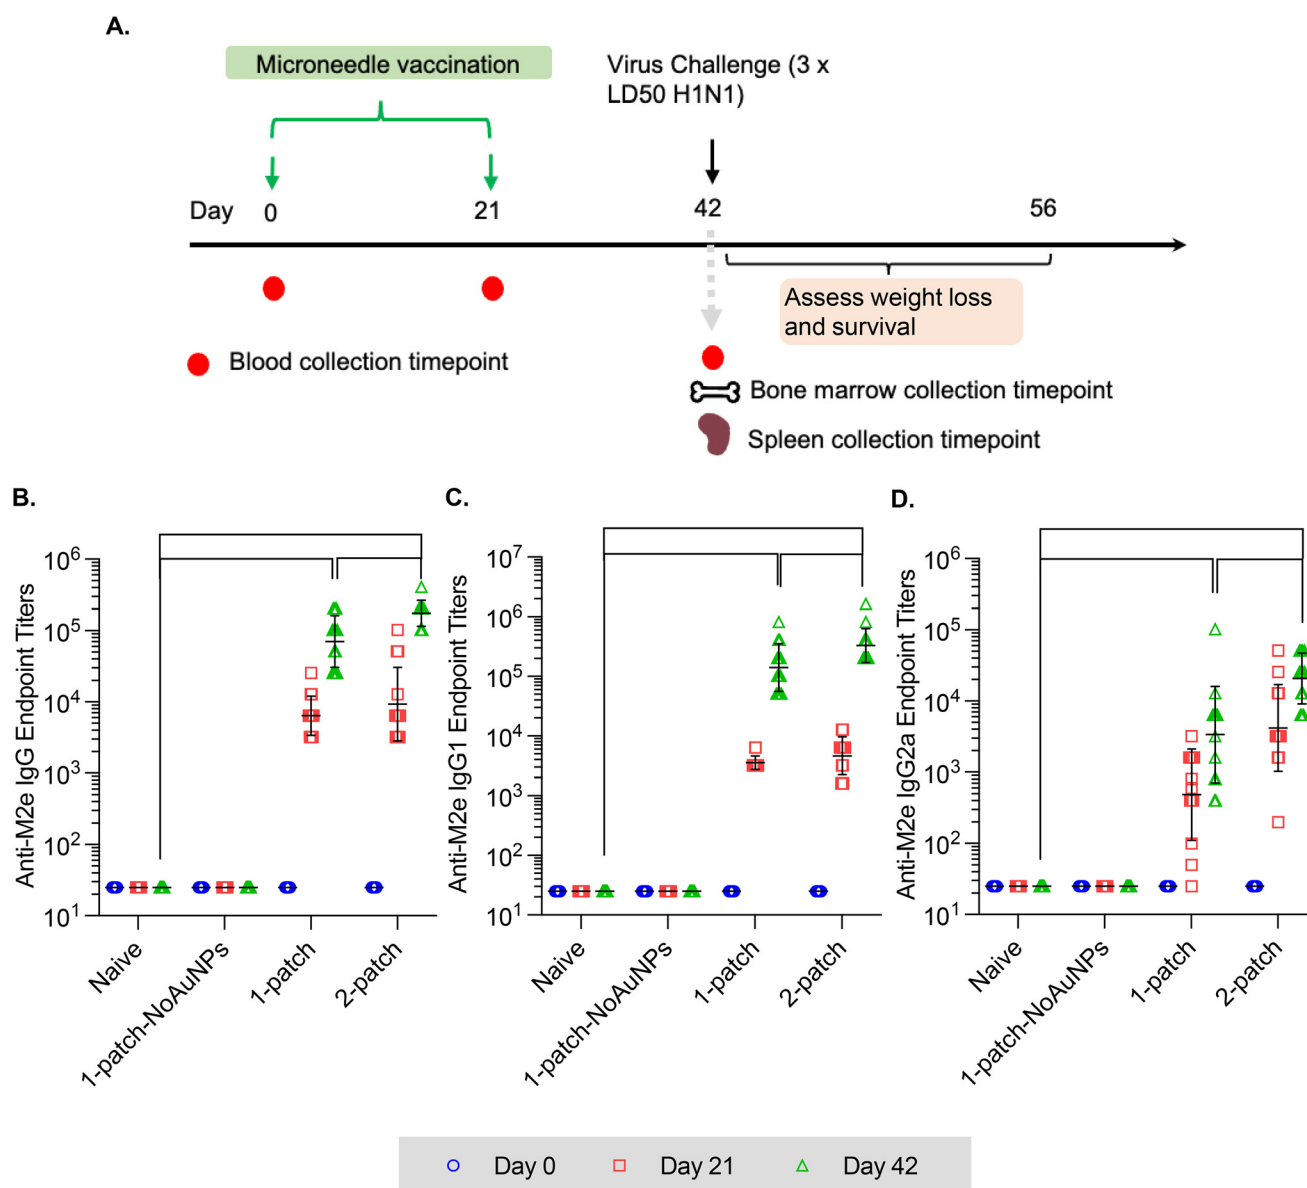 A.
Microneedle vaccination
Virus Challenge (3 x
LD50 H1N1)
Day 0 21 42 56
Assess weight loss
and survival
Blood collection timepoint
Bone marrow collection timepoint
Spleen collection timepoint
B.
Anti-M2e IgG Endpoint Titers
10^6
10^5
10^4
10^3
10^2
10^1
Naive
1-patch-NoAuNPs
1-patch
2-patch
C.
Anti-M2e IgG1 Endpoint Titers
10^7
10^6
10^5
10^4
10^3
10^2
10^1
Naive
1-patch-NoAuNPs
1-patch
2-patch
D.
Anti-M2e IgG2a Endpoint Titers
10^6
10^5
10^4
10^3
10^2
10^1
Naive
1-patch-NoAuNPs
1-patch
2-patch
Day 0 Day 21 Day 42